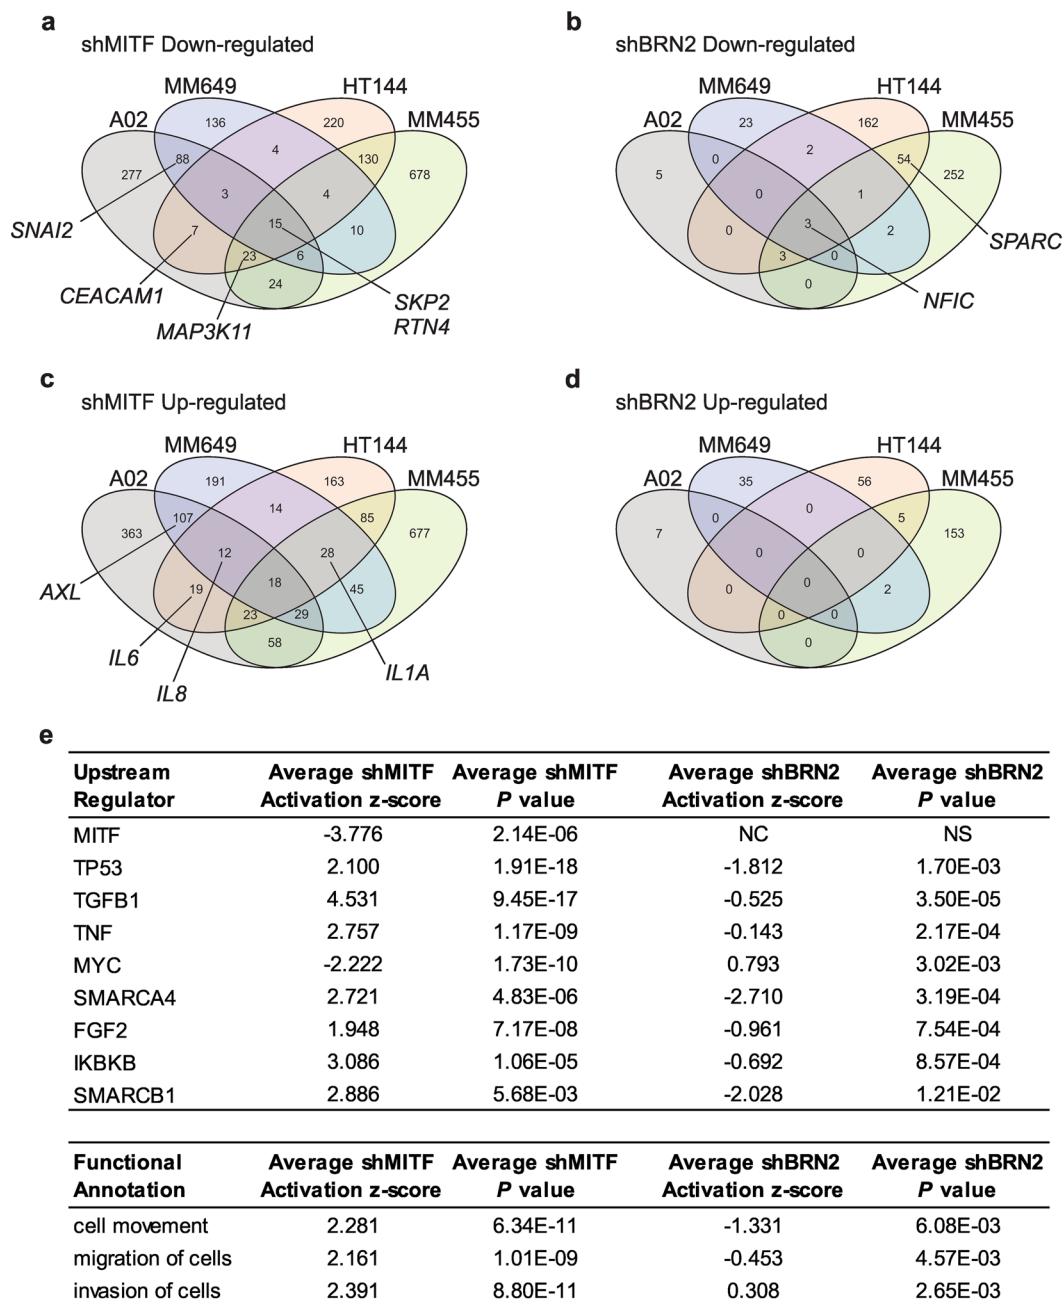 a
shMITF Down-regulated
MM649 HT144
A02 MM455
136 220
4
88 130
277 678
3 4
15
7 10
23 6
24
SNAI2
CEACAM1
MAP3K11
SKP2
RTN4
b
shBRN2 Down-regulated
MM649 HT144
A02 MM455
23 162
2
0 54
5 252
0 1
3
0 2
3 0
0
SPARC
NFIC
c
shMITF Up-regulated
MM649 HT144
A02 MM455
191 163
14
107 85
363 677
12 28
18
19 45
23 29
58
AXL
IL6
IL8
IL1A
d
shBRN2 Up-regulated
MM649 HT144
A02 MM455
35 56
0
0 5
7 153
0 0
0
0 2
0 0
0
e
Upstream Average shMITF Average shMITF Average shBRN2 Average shBRN2
Regulator Activation z-score P value Activation z-score P value
MITF -3.776 2.14E-06 NC NS
TP53 2.100 1.91E-18 -1.812 1.70E-03
TGFB1 4.531 9.45E-17 -0.525 3.50E-05
TNF 2.757 1.17E-09 -0.143 2.17E-04
MYC -2.222 1.73E-10 0.793 3.02E-03
SMARCA4 2.721 4.83E-06 -2.710 3.19E-04
FGF2 1.948 7.17E-08 -0.961 7.54E-04
IKBKB 3.086 1.06E-05 -0.692 8.57E-04
SMARCB1 2.886 5.68E-03 -2.028 1.21E-02
Functional Average shMITF Average shMITF Average shBRN2 Average shBRN2
Annotation Activation z-score P value Activation z-score P value
cell movement 2.281 6.34E-11 -1.331 6.08E-03
migration of cells 2.161 1.01E-09 -0.453 4.57E-03
invasion of cells 2.391 8.80E-11 0.308 2.65E-03